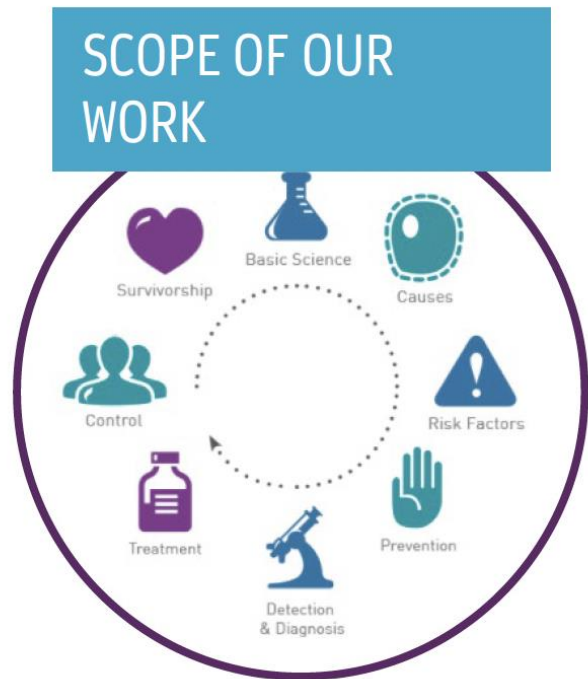 SCOPE OF OUR
WORK
Basic Science
Causes
Risk Factors
Prevention
Detection
& Diagnosis
Treatment
Control
Survivorship